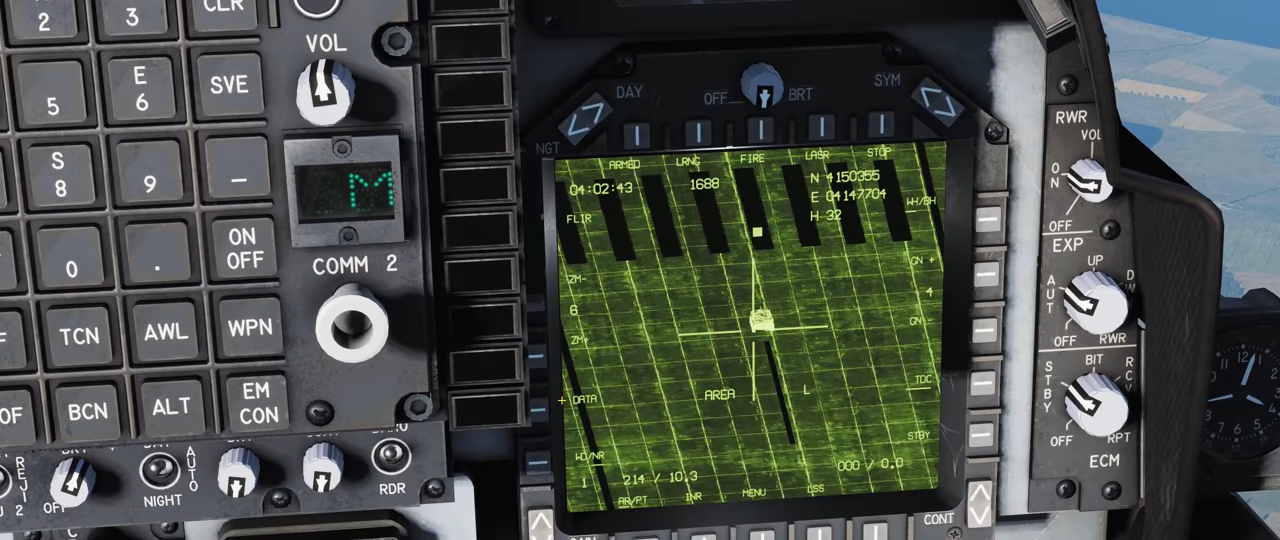 2
3
CLR
5
E
6
SVE
S
8
9
–
0
.
ON
OFF
TCN
AWL
WPN
BCN
ALT
EM
CON
VOL
M
COMM 2
AUTO
NIGHT
RDR
OFF
BRT
DAY
SYM
NGT
ARMED
LRNG
FIRE
LASR
STOP
04:02:43
1688
N 4150355
E 04147704
H 32
FLIR
WH/BH
ZM-
6
ZM+
GN +
4
GN -
DATA
AREA
L
TDC
STBY
WD/NR
1
214 / 10.3
000 / 0.0
AR/PT
INR
MENU
LSS
CONT
RWR
VOL
ON
OFF
EXP
UP
AUT
OFF
RWR
BIT
STBY
OFF
RPT
ECM
12
1